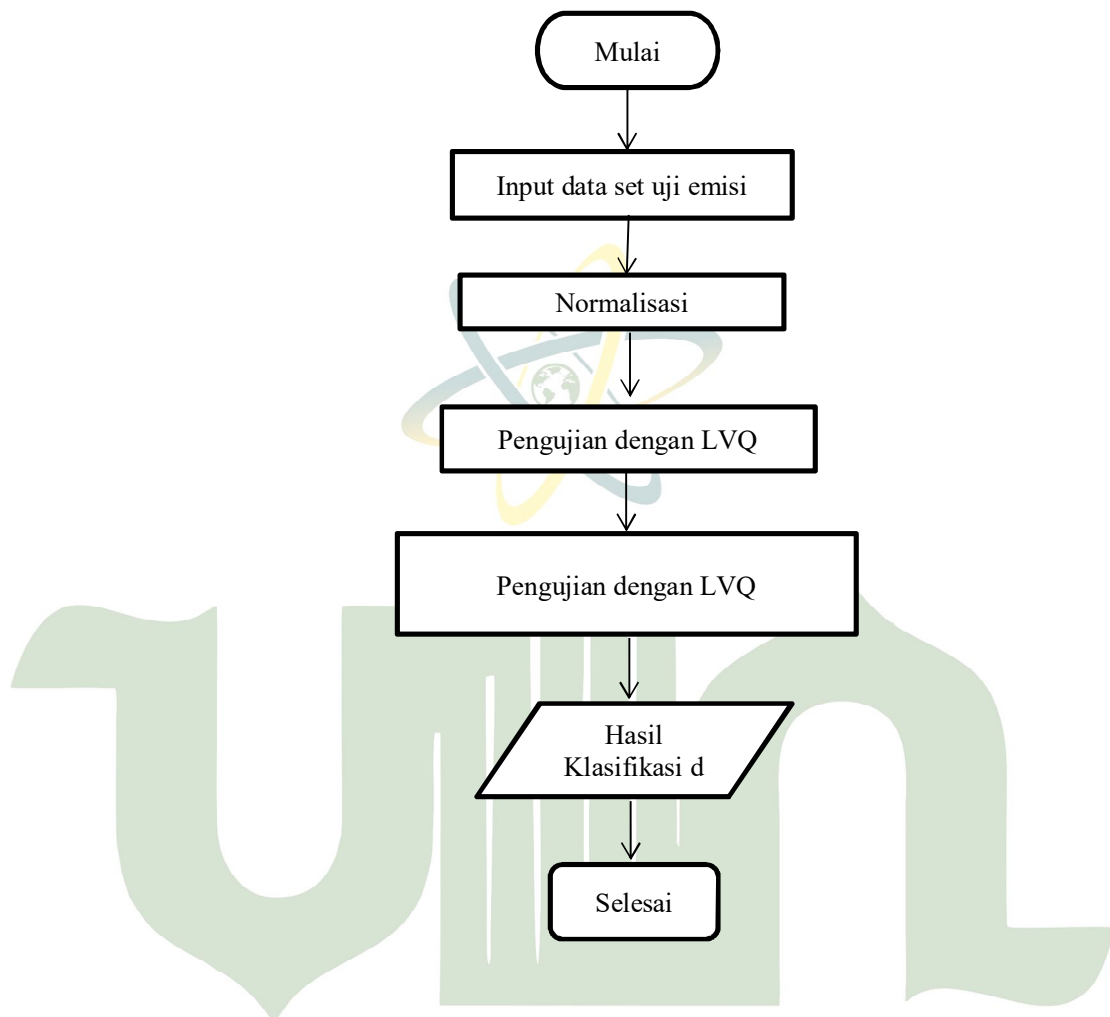 Mulai
Input data set uji emisi
Normalisasi
Pengujian dengan LVQ
Pengujian dengan LVQ
Hasil
Klasifikasi d
Selesai